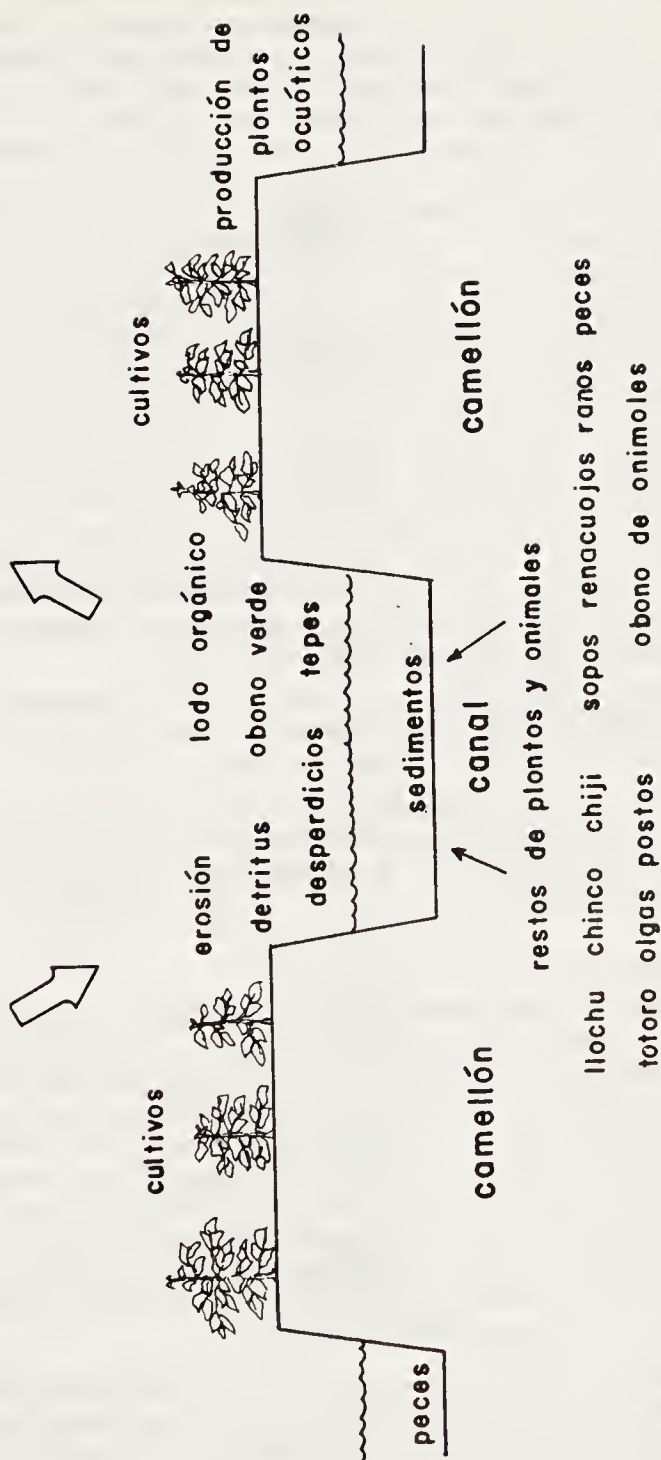 cultivos
cultivos
erosión
detritus
desperdicios
lodo orgánico
obono verde
tepes
producción de
plontos
ocuóticos
peces
sedimentos
camellón
canal
camellón
restos de plontos y onimales
llochu chinco chiji sopos renacuojos ranos peces
totoro olgas postos obono de onimoles